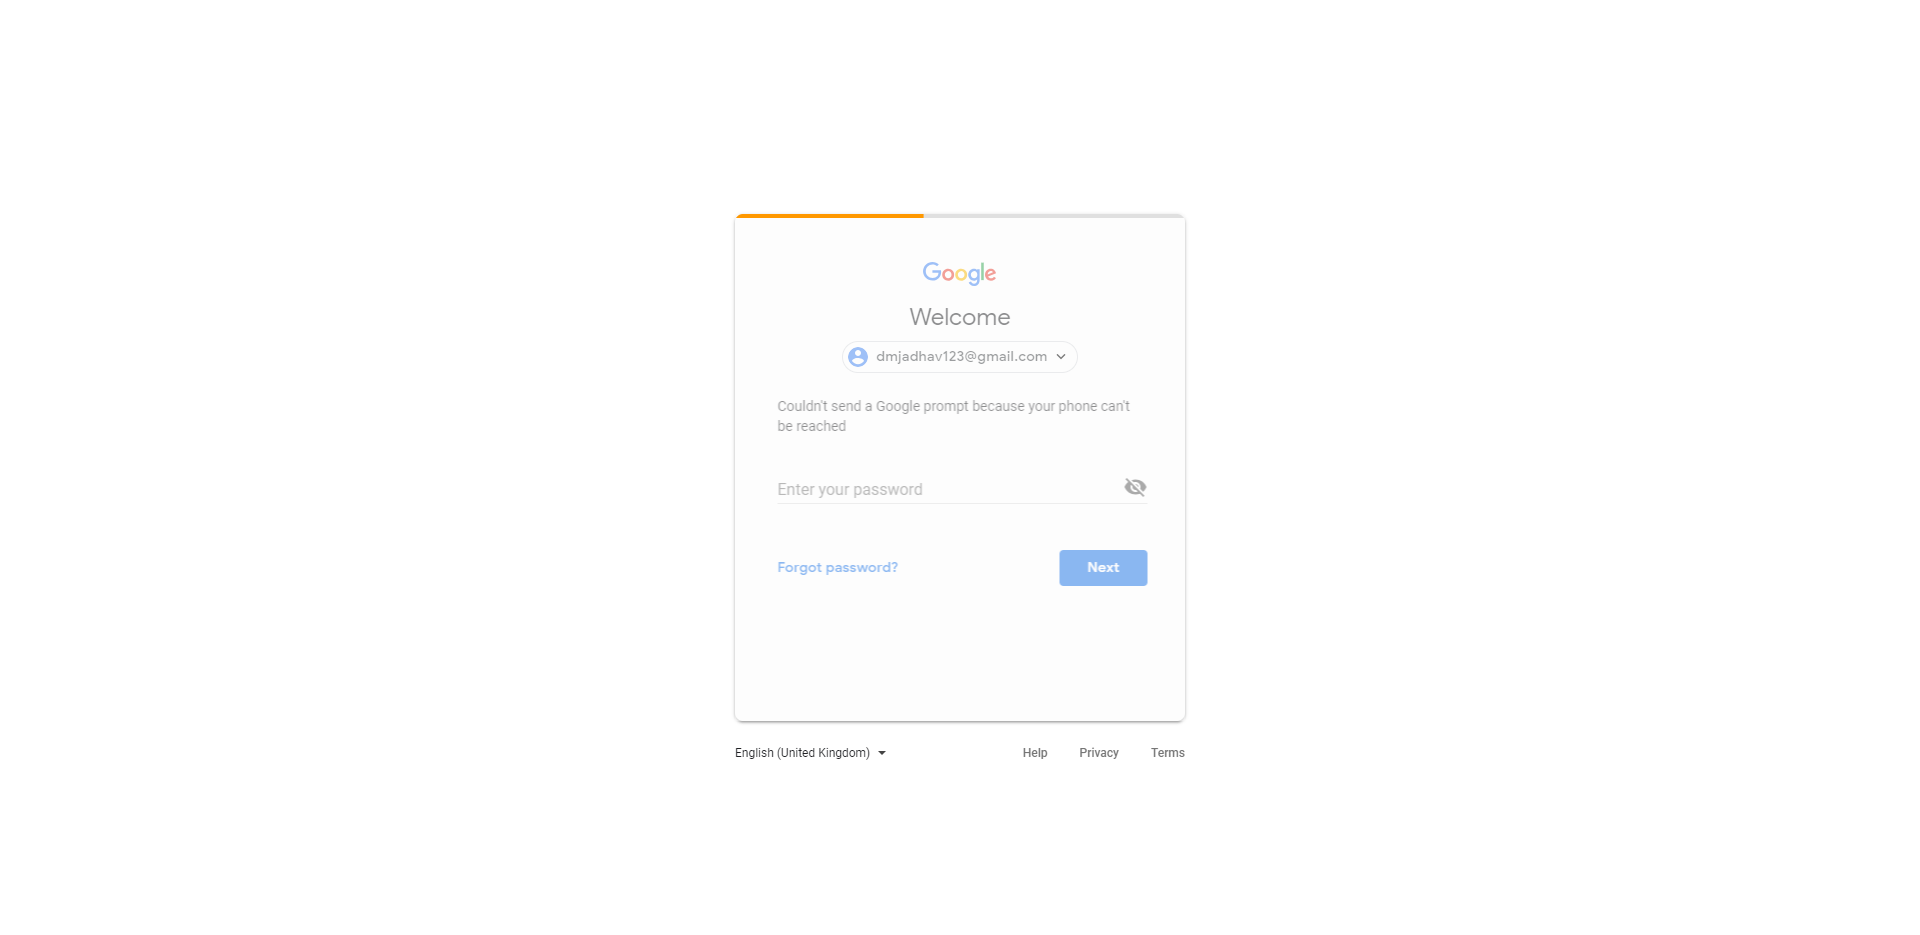 Google
Welcome
dmjadhav123@gmail.com
Couldn't send a Google prompt because your phone can't
be reached
Enter your password
Forgot password?
Next
English (United Kingdom)
Help
Privacy
Terms